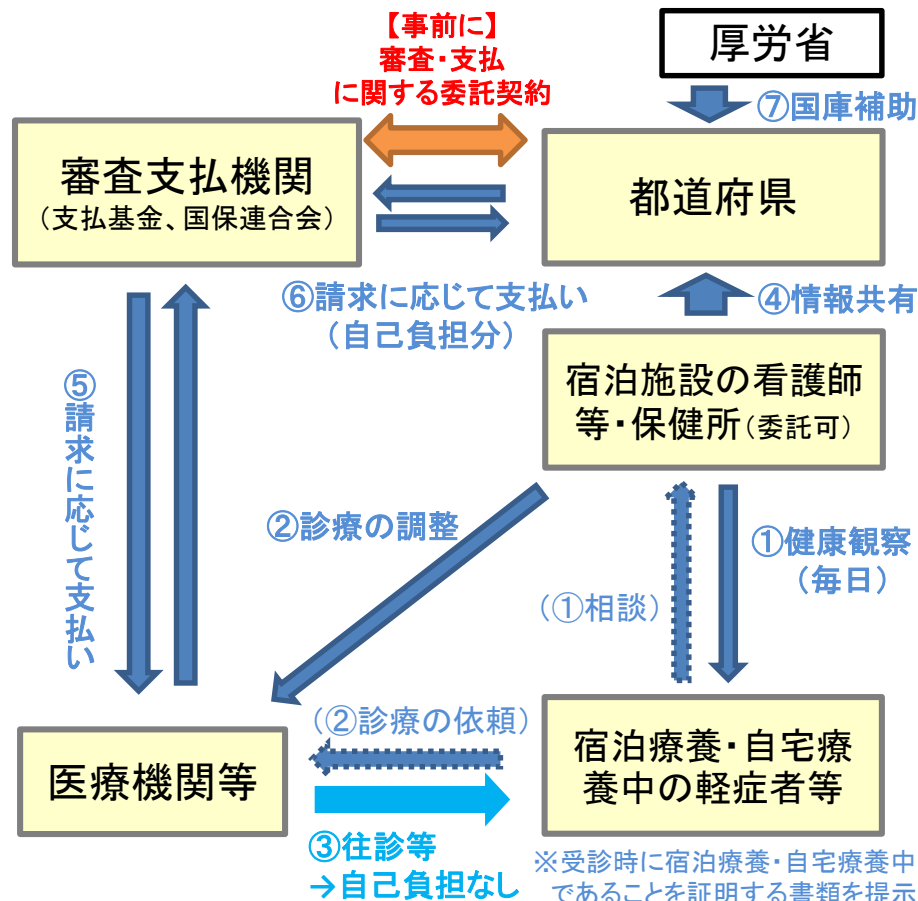 【事前に】
審査・支払
に関する委託契約
厚労省
⑦国庫補助
審査支払機関
（支払基金、国保連合会）
都道府県
⑥請求に応じて支払い
（自己負担分）
④情報共有
宿泊施設の看護師
等・保健所（委託可）
⑤請求に応じて支払い
②診療の調整
①健康観察
（毎日）
（①相談）
（②診療の依頼）
医療機関等
宿泊療養・自宅療
養中の軽症者等
③往診等
→自己負担なし
※受診時に宿泊療養・自宅療養中
であることを証明する書類を提示